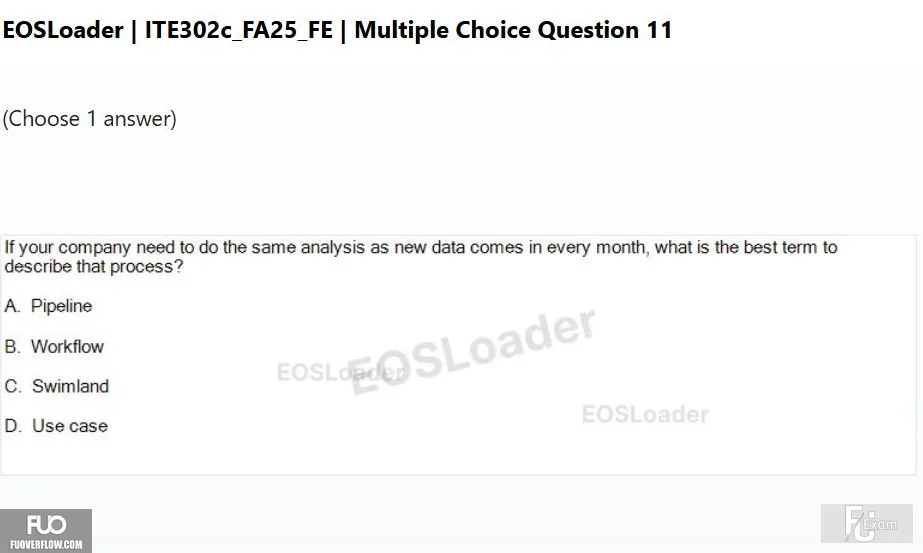 EOSLoader | ITE302c_FA25_FE | Multiple Choice Question 11
(Choose 1 answer)
If your company need to do the same analysis as new data comes in every month, what is the best term to
describe that process?
A. Pipeline
B. Workflow
C. Swimland
D. Use case
EOSLoader
EOSLoader
EOSLoader
FUO
FUOVERFLOW.COM
FU Exam